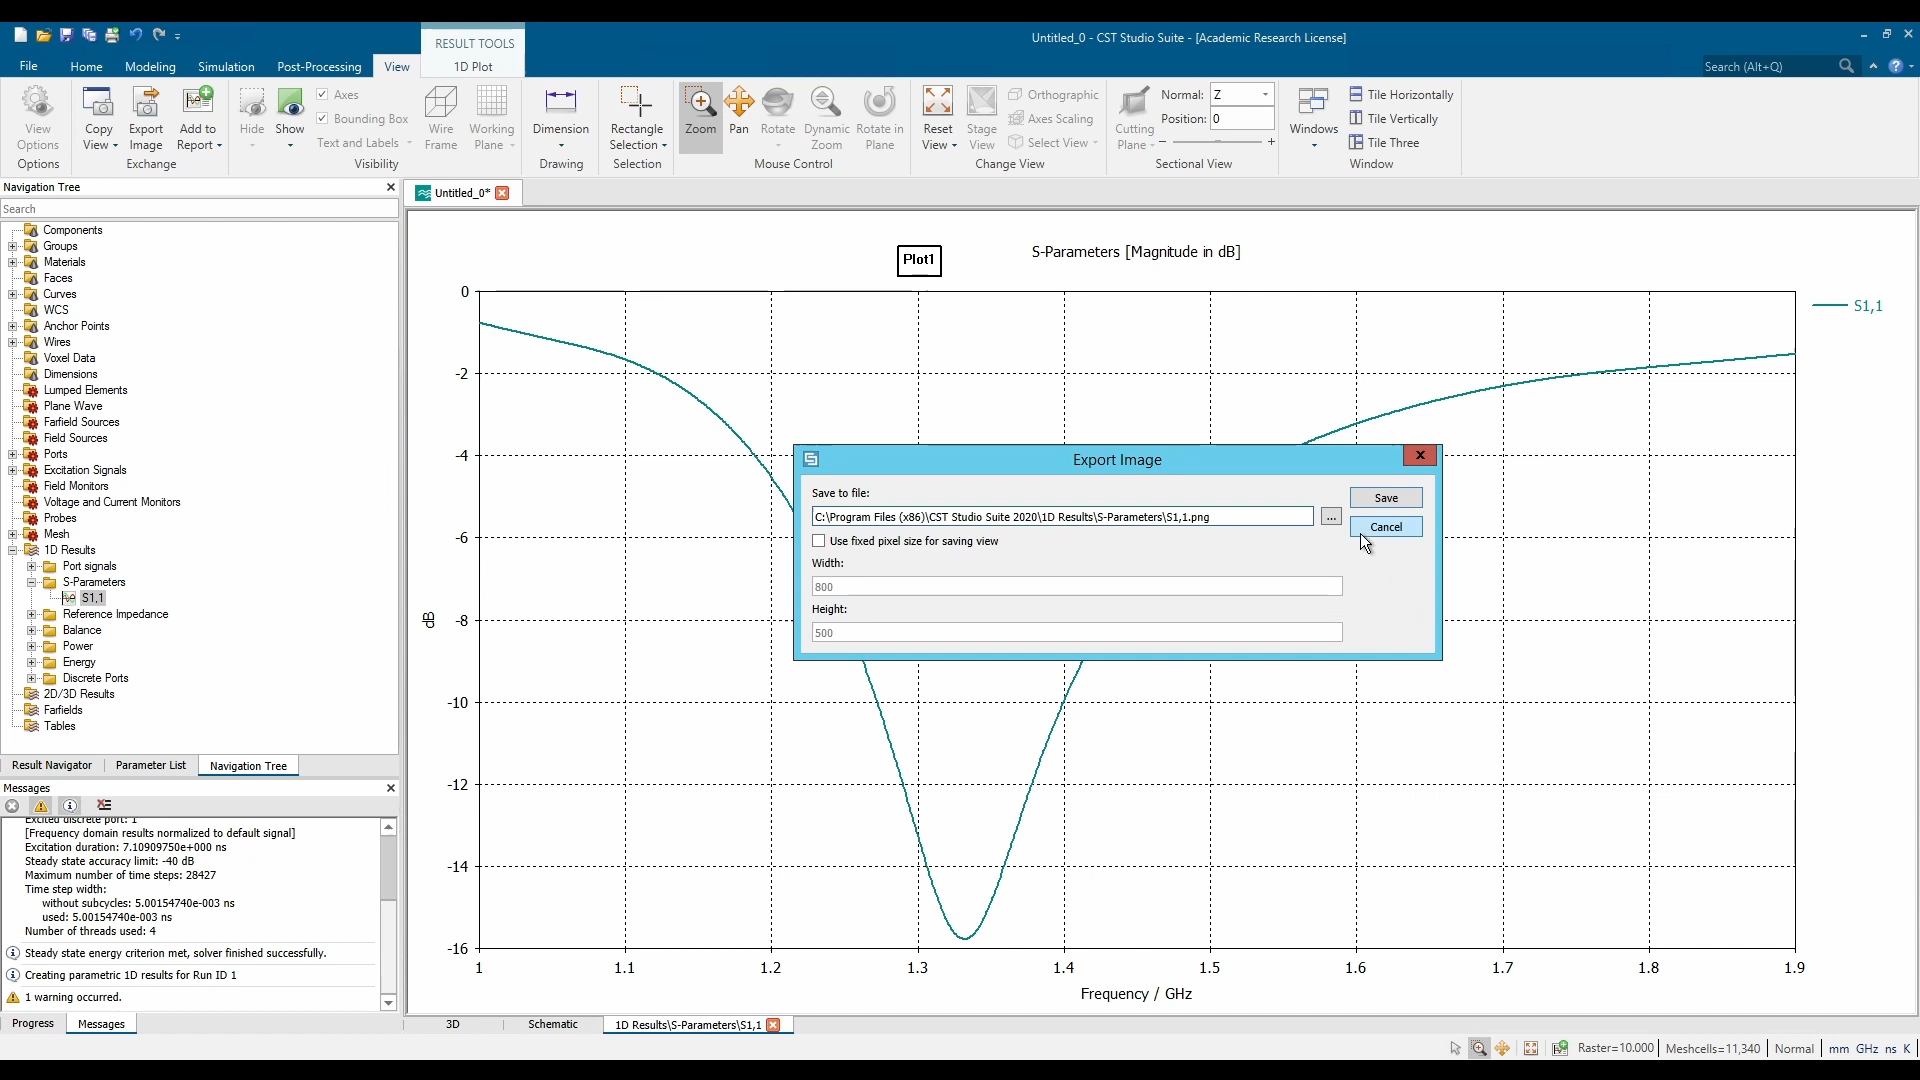 RESULT TOOLS
Untitled_0 - CST Studio Suite - [Academic Research License]
File Home Modeling Simulation Post-Processing View 1D Plot Search (Alt+Q)
View Options
Options
Copy View
Export Image
Add to Report
Exchange
Hide
Show
Axes
Bounding Box
Text and Labels
Wire Frame
Working Plane
Visibility
Dimension
Drawing
Rectangle Selection
Selection
Zoom
Pan
Rotate
Dynamic Zoom
Rotate in Plane
Mouse Control
Reset View
Stage View
Orthographic
Axes Scaling
Select View
Change View
Cutting Plane
Normal: Z
Position: 0
Sectional View
Windows
Tile Horizontally
Tile Vertically
Tile Three
Window
Navigation Tree
Search
Components
Groups
Materials
Faces
Curves
WCS
Anchor Points
Wires
Voxel Data
Dimensions
Lumped Elements
Plane Wave
Farfield Sources
Field Sources
Ports
Excitation Signals
Field Monitors
Voltage and Current Monitors
Probes
Mesh
1D Results
Port signals
S-Parameters
S1,1
Reference Impedance
Balance
Power
Energy
Discrete Ports
2D/3D Results
Farfields
Tables
Result Navigator Parameter List Navigation Tree
Messages
Excited discrete port: 1
[Frequency domain results normalized to default signal]
Excitation duration: 7.10909750e+000 ns
Steady state accuracy limit: -40 dB
Maximum number of time steps: 28427
Time step width:
without subcycles: 5.00154740e-003 ns
used: 5.00154740e-003 ns
Number of threads used: 4
Steady state energy criterion met, solver finished successfully.
Creating parametric 1D results for Run ID 1
1 warning occurred.
Progress Messages
Untitled_0*
Plot1
S-Parameters [Magnitude in dB]
S1,1
0
-2
-4
-6
-8
-10
-12
-14
-16
dB
1 1.1 1.2 1.3 1.4 1.5 1.6 1.7 1.8 1.9
Frequency / GHz
Export Image
Save to file:
C:\Program Files (x86)\CST Studio Suite 2020\1D Results\S-Parameters\S1,1.png
...
Save
Cancel
Use fixed pixel size for saving view
Width:
800
Height:
500
3D Schematic 1D Results\S-Parameters\S1,1
Raster=10.000 Meshcells=11,340 Normal mm GHz ns K